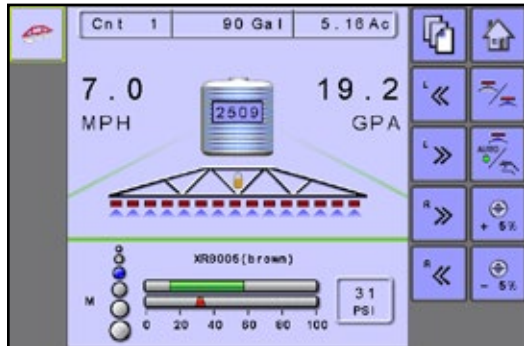 Cnt 1 90 Gal 5.16 Ac
7.0
MPH
2509
19.2
GPA
L
L
AUTO
R
+ 5%
R
- 5%
XR8005(brown)
M
0 20 40 60 80 100
31
PSI